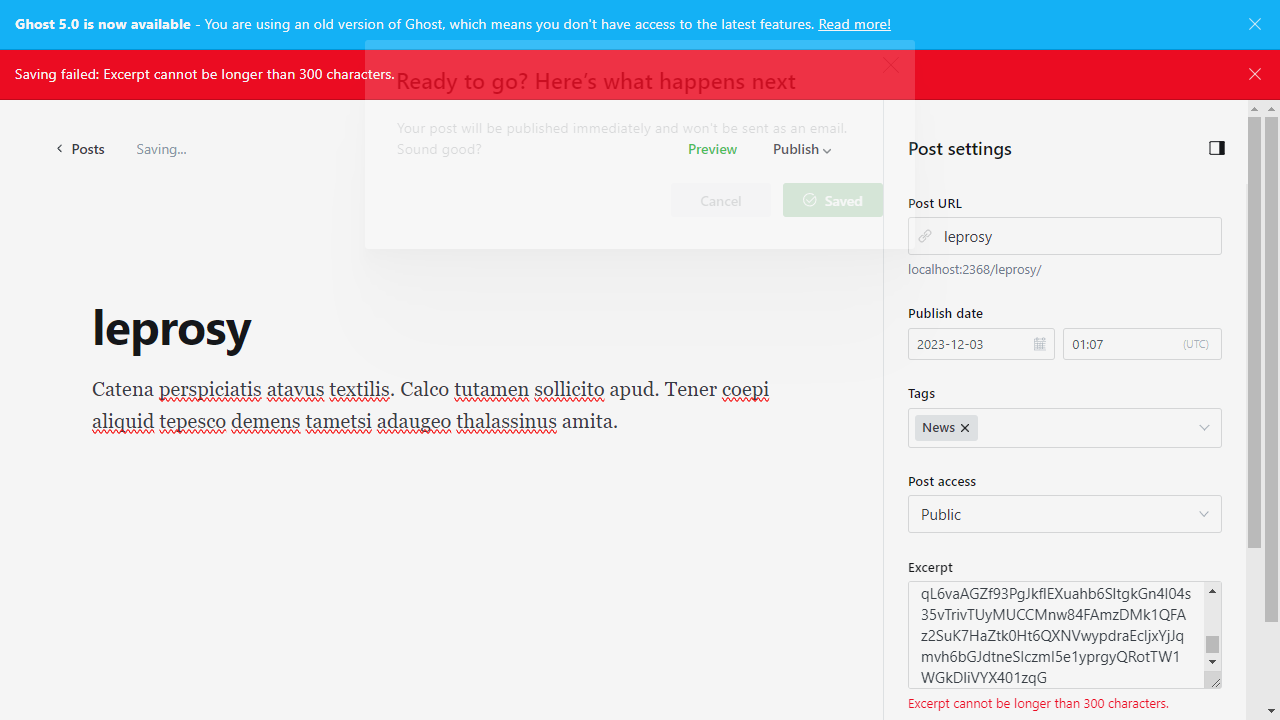 Ghost 5.0 is now available - You are using an old version of Ghost, which means you don't have access to the latest features. Read more!
Saving failed: Excerpt cannot be longer than 300 characters.
Ready to go? Here's what happens next
Your post will be published immediately and won't be sent as an email.
Sound good?
Posts
Saving...
Preview
Publish
Cancel
Saved
leprosy
Catena perspiciatis atavus textilis. Calco tutamen sollicito apud. Tener coepi
aliquid tepesco demens tametsi adaugeo thalassinus amita.
Post settings
Post URL
leprosy
localhost:2368/leprosy/
Publish date
2023-12-03
01:07
(UTC)
Tags
News
Post access
Public
Excerpt
Excerpt cannot be longer than 300 characters.